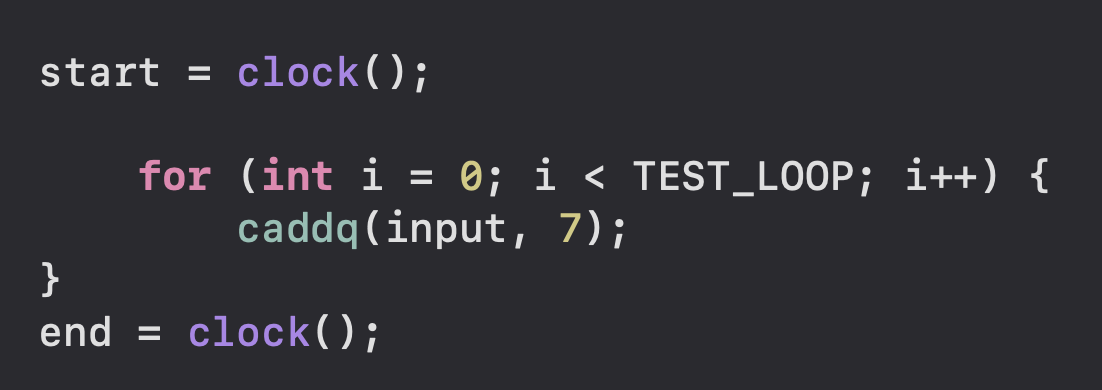 start = clock();
for (int i = 0; i < TEST_LOOP; i++) {
caddq(input, 7);
}
end = clock();